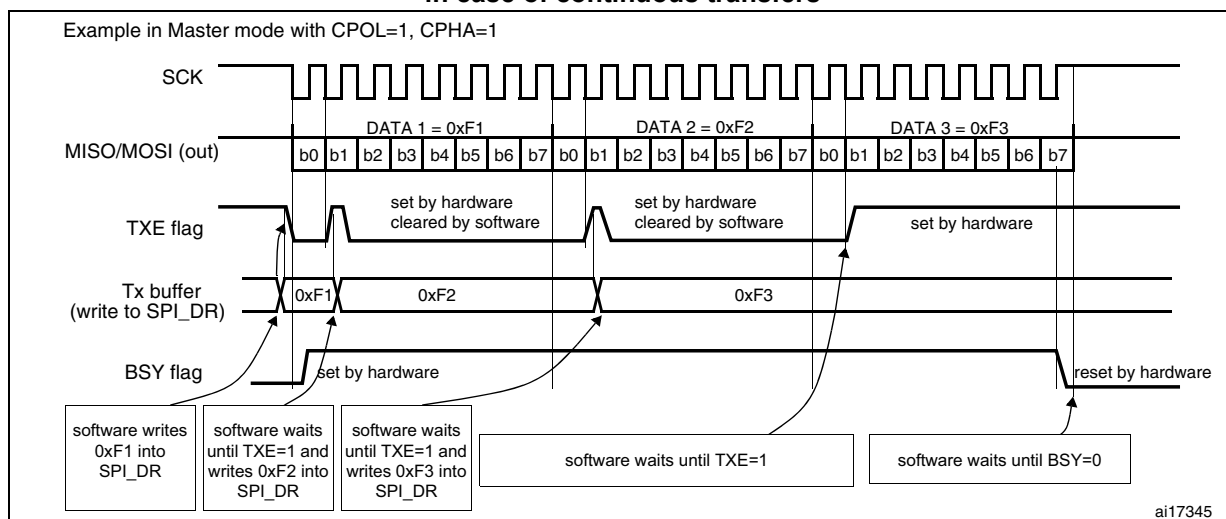 in case of continuous transfers
Example in Master mode with CPOL=1, CPHA=1
SCK
DATA 1 = 0xF1
DATA 2 = 0xF2
DATA 3 = 0xF3
MISO/MOSI (out)
b0 b1 b2 b3 b4 b5 b6 b7 b0 b1 b2 b3 b4 b5 b6 b7 b0 b1 b2 b3 b4 b5 b6 b7
TXE flag
set by hardware
cleared by software
set by hardware
cleared by software
set by hardware
Tx buffer
(write to SPI_DR)
0xF1
0xF2
0xF3
BSY flag
set by hardware
reset by hardware
software writes
0xF1 into
SPI_DR
software waits
until TXE=1 and
writes 0xF2 into
SPI_DR
software waits
until TXE=1 and
writes 0xF3 into
SPI_DR
software waits until TXE=1
software waits until BSY=0
ai17345